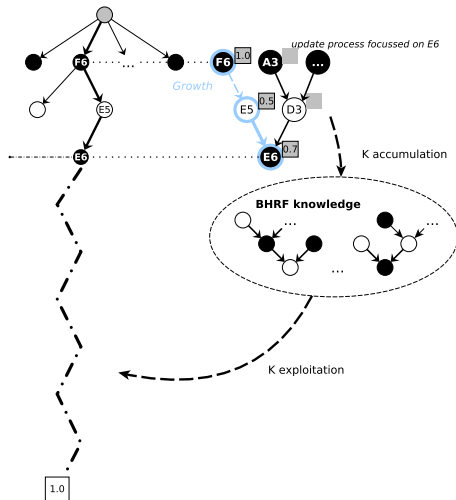 update process focussed on E6
F6 ... F6 1.0 A3 ...
Growth
E5 E5 0.5 D3
E6 E6 0.7
K accumulation
BHRF knowledge
... ...
...
K exploitation
1.0